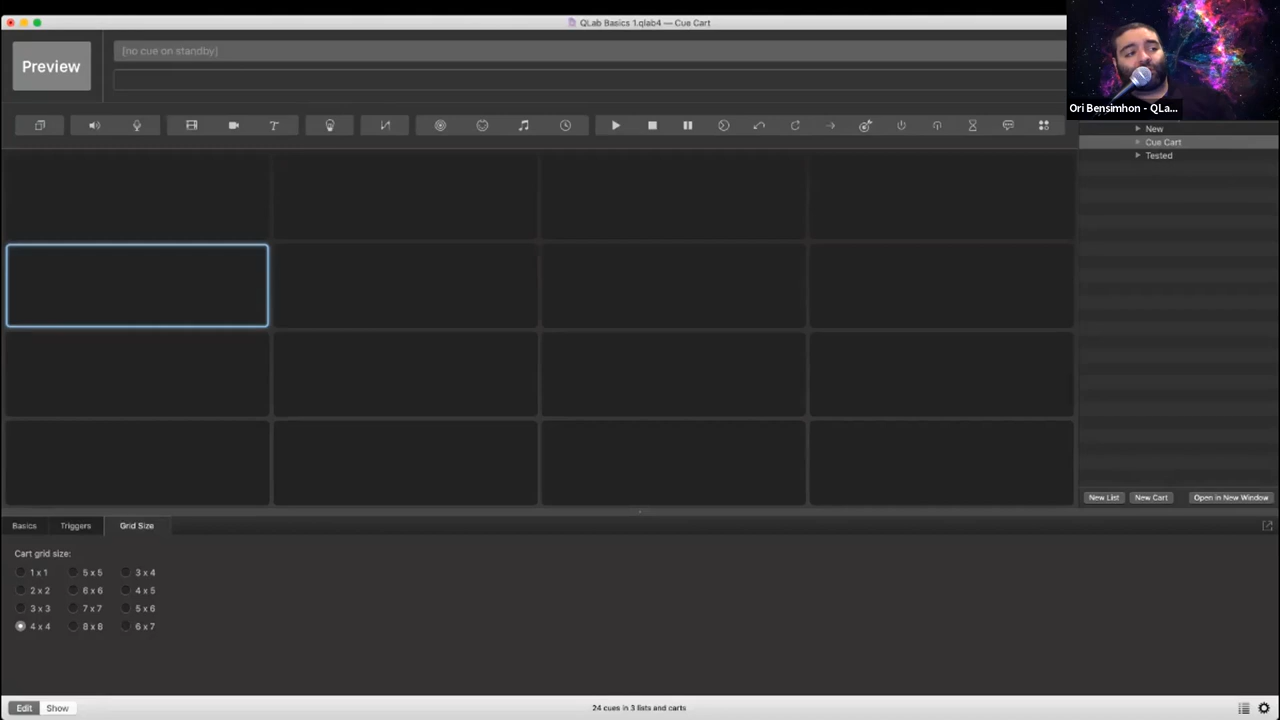 QLab Basics 1.qlab4 — Cue Cart
Preview
[no cue on standby]
Ori Bensimhon - QLa...
New
Cue Cart
Tested
New List
New Cart
Open in New Window
Basics
Triggers
Grid Size
Cart grid size:
1 x 1
5 x 5
3 x 4
2 x 2
6 x 6
4 x 5
3 x 3
7 x 7
5 x 6
4 x 4
8 x 8
6 x 7
Edit
Show
24 cues in 3 lists and carts